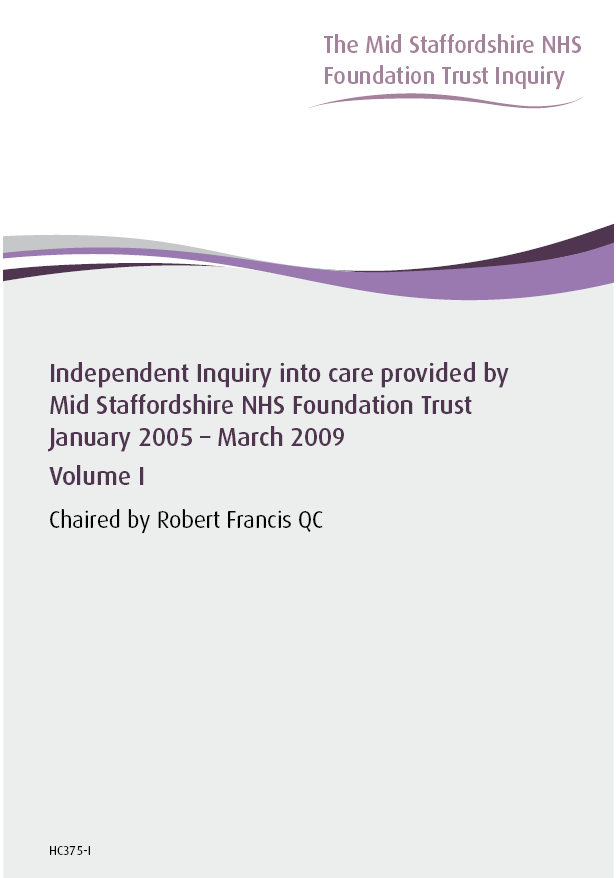 The Mid Staffordshire NHS
Foundation Trust Inquiry
Independent Inquiry into care provided by
Mid Staffordshire NHS Foundation Trust
January 2005 – March 2009
Volume I
Chaired by Robert Francis QC
HC375-I